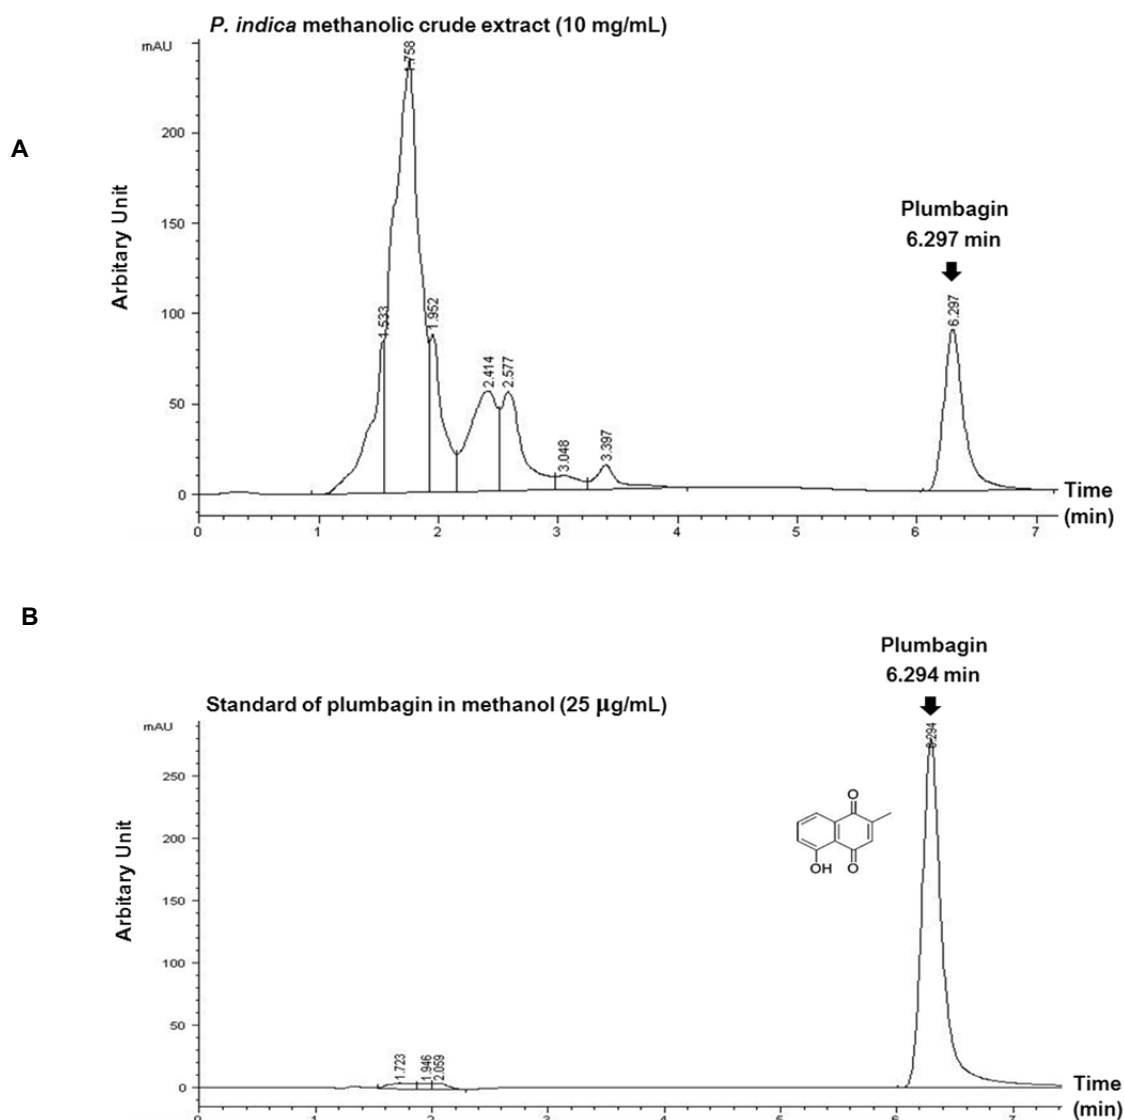 P. indica methanolic crude extract (10 mg/mL)
mAU
A
Arbitary Unit
200
150
100
50
0
1.533
1.758
1.952
2.414
2.577
3.048
3.397
Plumbagin
6.297 min
6.297
0 1 2 3 4 5 6 7
Time
(min)
B
Plumbagin
6.294 min
Standard of plumbagin in methanol (25 µg/mL)
mAU
Arbitary Unit
250
200
150
100
50
0
1.723
1.946
2.059
6.294
O
OH O
0 1 2 3 4 5 6 7
Time
(min)